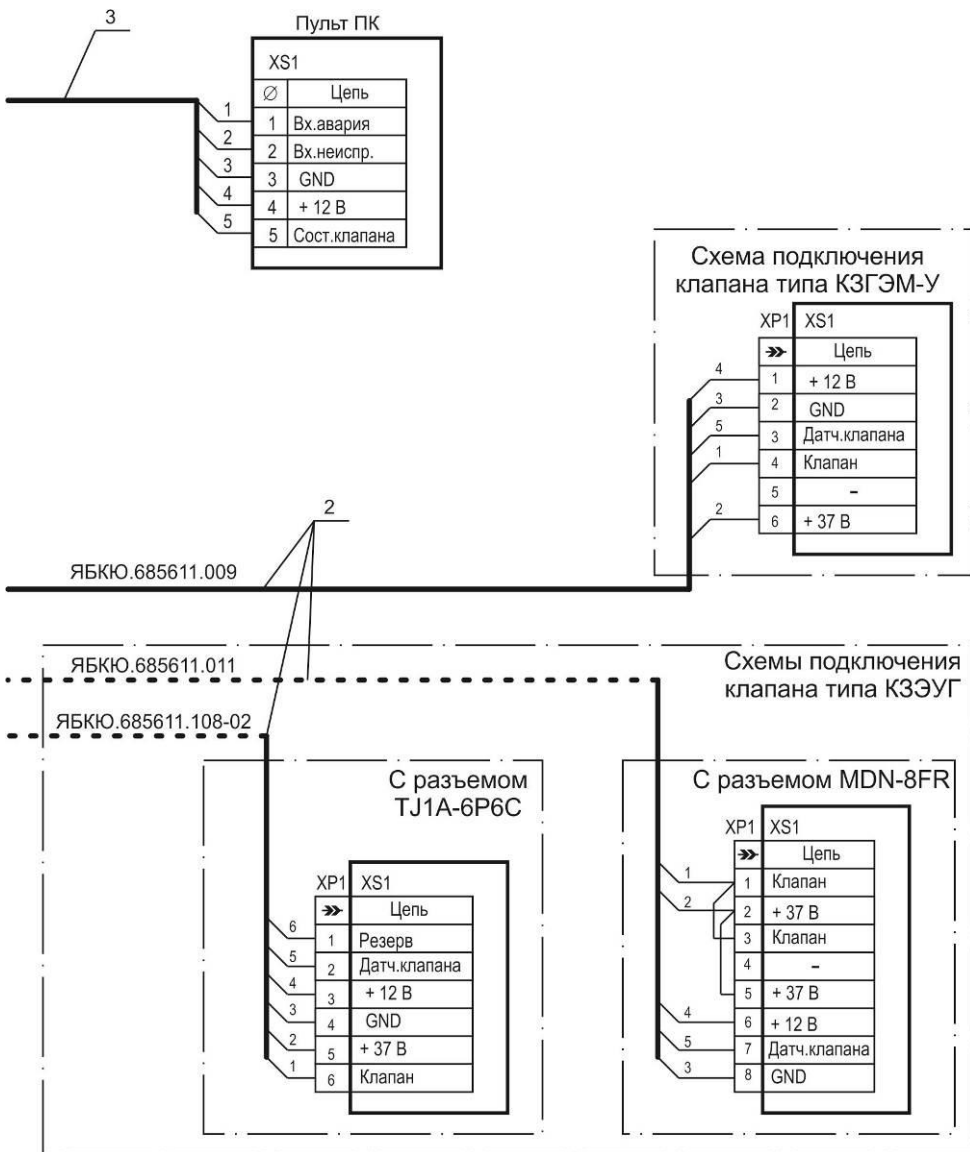 3
Пульт ПК
XS1
∅ Цепь
1 1 Вх.авария
2 2 Вх.неиспр.
3 3 GND
4 4 + 12 В
5 5 Сост.клапана
Схема подключения
клапана типа КЗГЭМ-У
XP1 XS1
Цепь
4 1 + 12 В
3 2 GND
5 3 Датч.клапана
1 4 Клапан
5 –
2 6 + 37 В
2
ЯБКЮ.685611.009
ЯБКЮ.685611.011
Схемы подключения
клапана типа КЗЭУГ
ЯБКЮ.685611.108-02
С разъемом
TJ1A-6P6C
XP1 XS1
Цепь
6 1 Резерв
5 2 Датч.клапана
4 3 + 12 В
3 4 GND
2 5 + 37 В
1 6 Клапан
С разъемом MDN-8FR
XP1 XS1
Цепь
1 1 Клапан
2 2 + 37 В
3 Клапан
4 –
5 + 37 В
4 6 + 12 В
5 7 Датч.клапана
3 8 GND